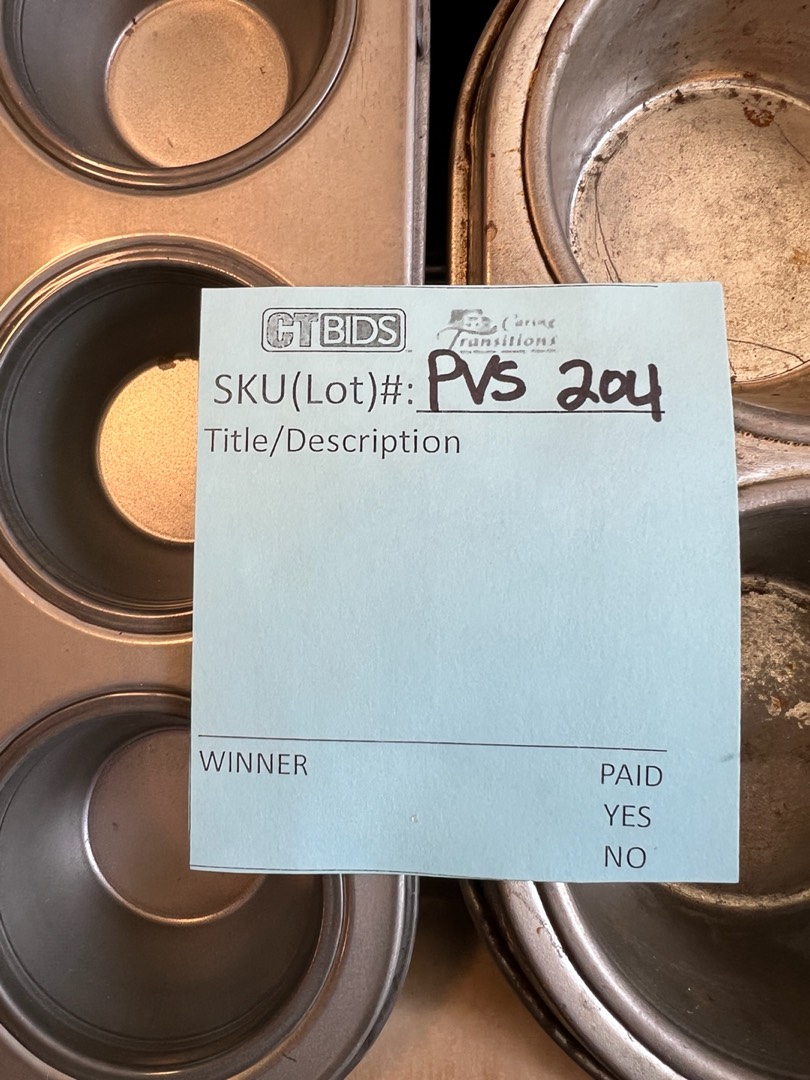 CTBIDS Caring Transitions
SKU(Lot)#: PVS 204
Title/Description
WINNER PAID
YES
NO